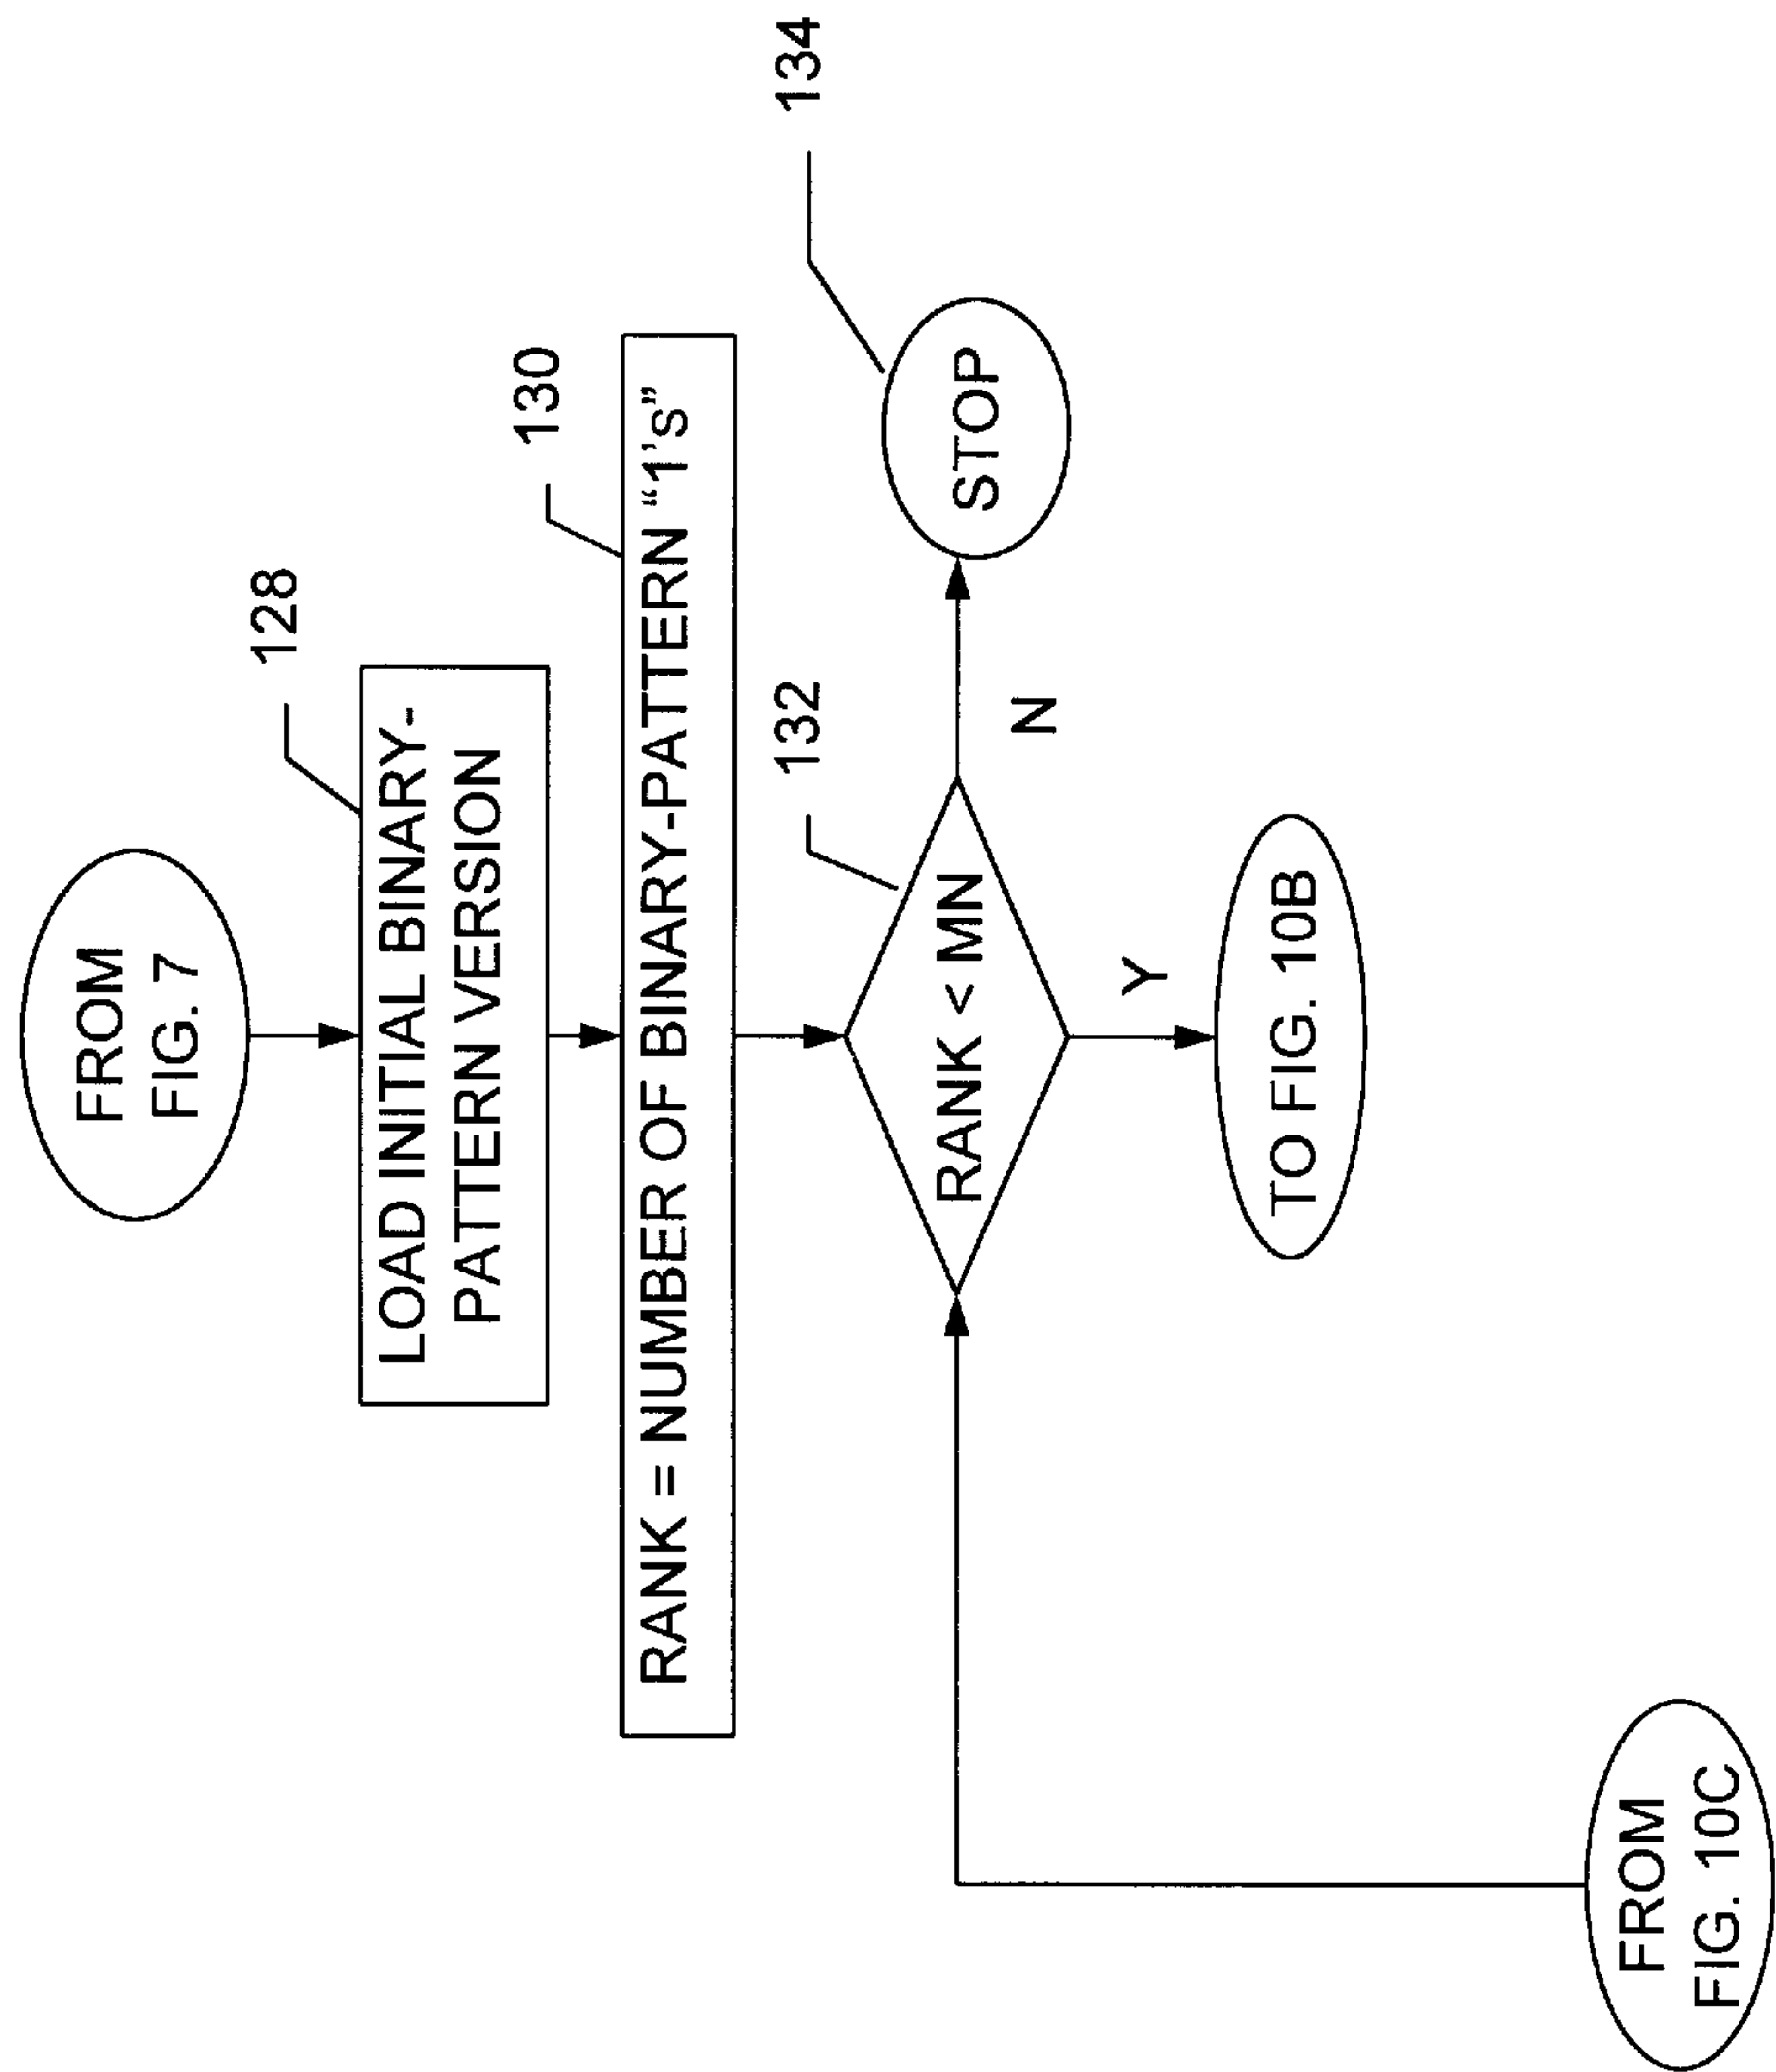 FROM
FIG. 7
128
LOAD INITIAL BINARY-
PATTERN VERSION
130
RANK = NUMBER OF BINARY-PATTERN “1’s”
132
134
RANK < MN
STOP
N
Y
TO FIG. 10B
FROM
FIG. 10C